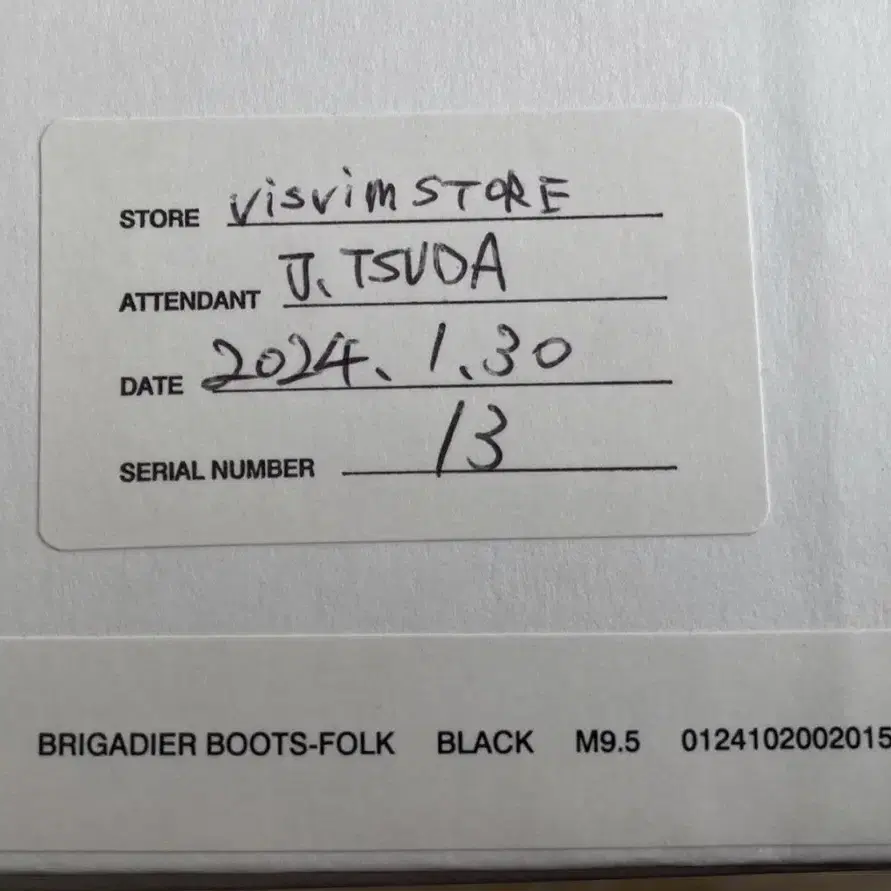 STORE visvim STORE
ATTENDANT J. TSUDA
DATE 2024. 1. 30
SERIAL NUMBER 13
BRIGADIER BOOTS-FOLK BLACK M9.5 0124102002015